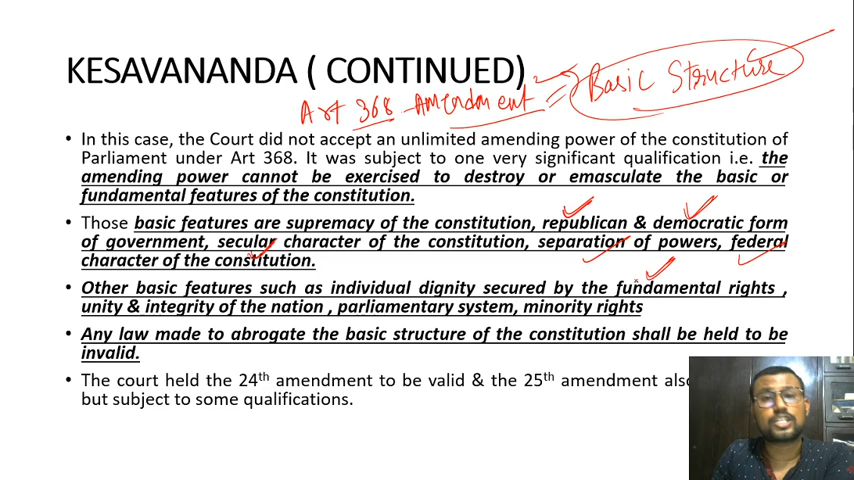 KESAVANANDA ( CONTINUED)
Basic Structure
Art 368 Amendment =
• In this case, the Court did not accept an unlimited amending power of the constitution of
Parliament under Art 368. It was subject to one very significant qualification i.e. the
amending power cannot be exercised to destroy or emasculate the basic or
fundamental features of the constitution.
• Those basic features are supremacy of the constitution, republican & democratic form
of government, secular character of the constitution, separation of powers, federal
character of the constitution.
• Other basic features such as individual dignity secured by the fundamental rights ,
unity & integrity of the nation , parliamentary system, minority rights
• Any law made to abrogate the basic structure of the constitution shall be held to be
invalid.
• The court held the 24th amendment to be valid & the 25th amendment also
but subject to some qualifications.